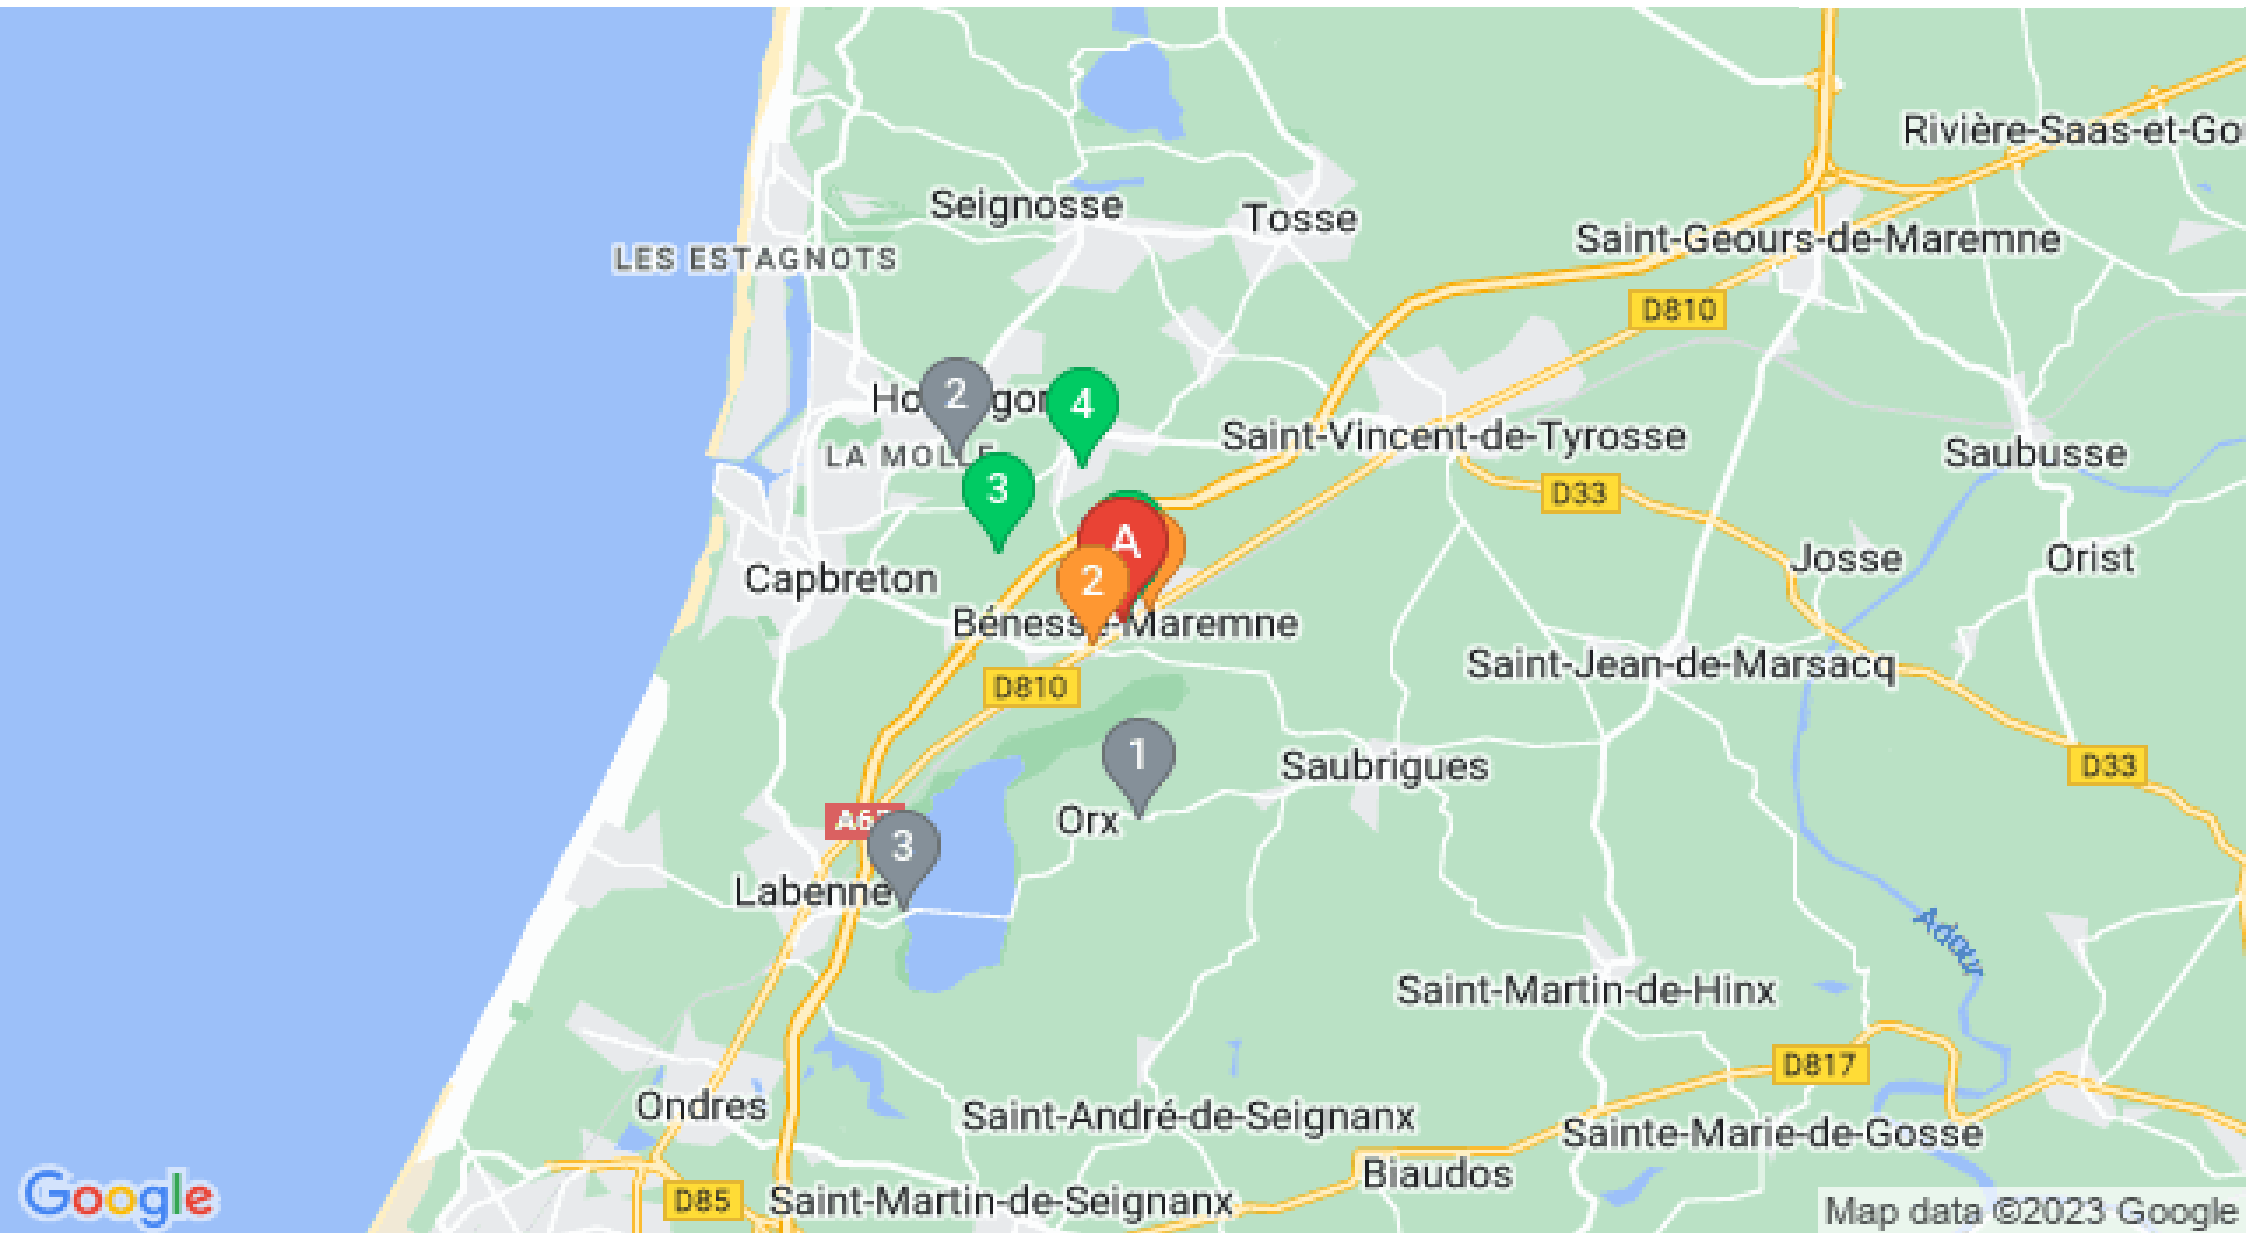 Rivière-Saas-et-Go
Seignosse
Tosse
Saint-Geours-de-Maremne
LES ESTAGNOTS
D810
2
4
Saint-Vincent-de-Tyrosse
LA MOLLE
Saubusse
3
D33
A
Josse
Orist
Capbreton
2
Bénesse-Maremne
Saint-Jean-de-Marsacq
D810
1
Saubrigues
D33
Orx
3
Labenne
Adour
Saint-Martin-de-Hinx
D817
Ondres
Saint-André-de-Seignanx
Sainte-Marie-de-Gosse
Biaudos
Google
D85
Saint-Martin-de-Seignanx
Map data ©2023 Google